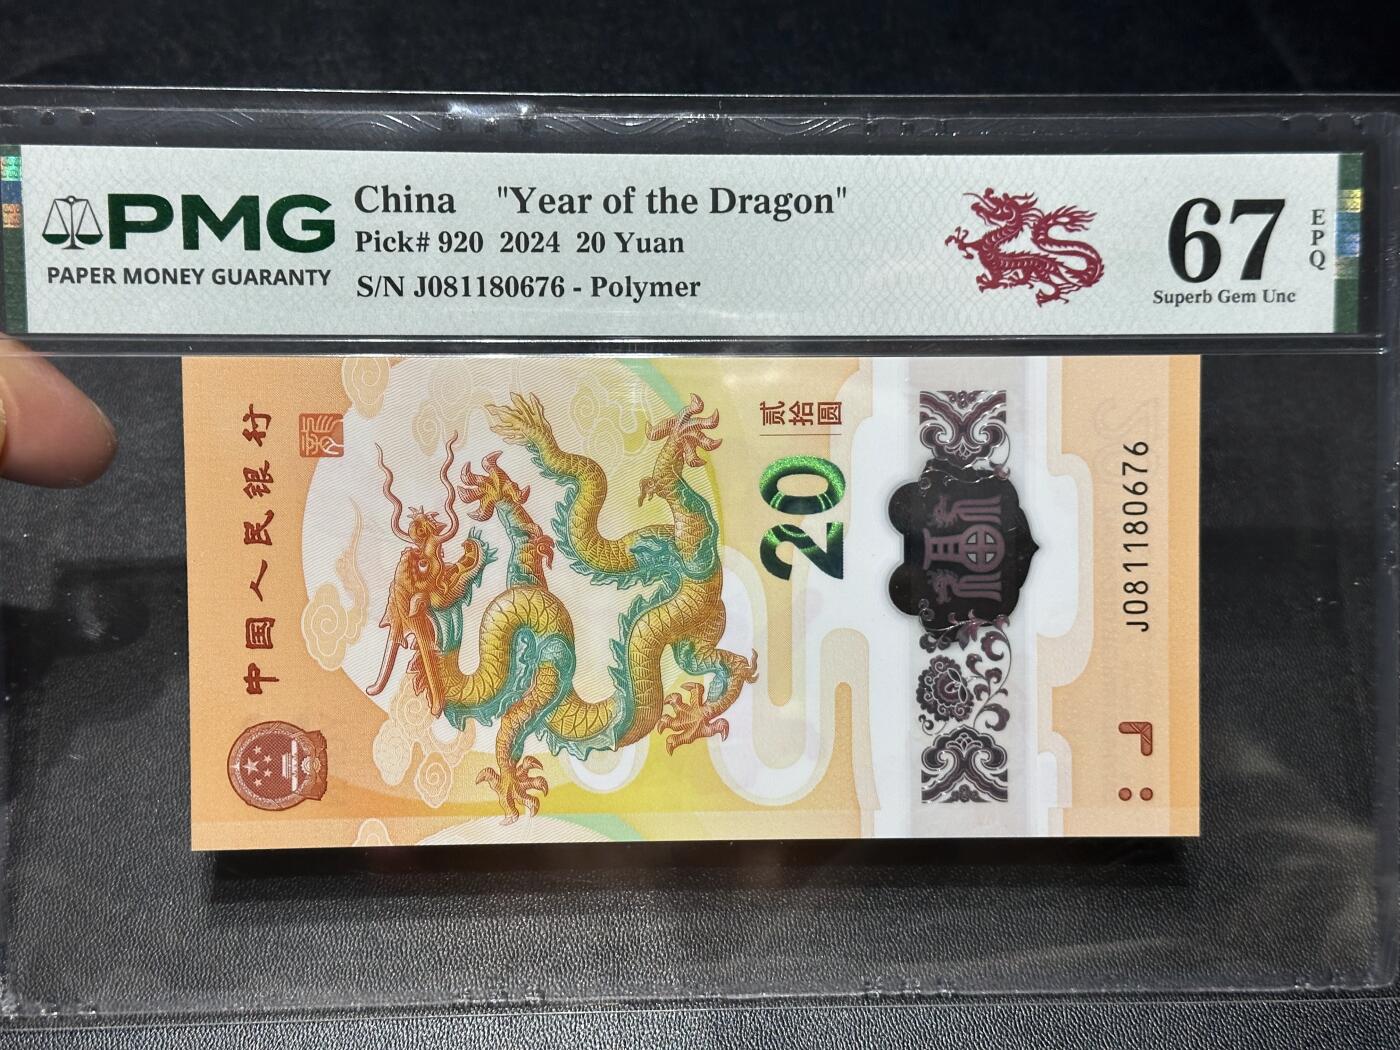 PMG
PAPER MONEY GUARANTY
China "Year of the Dragon"
Pick# 920 2024 20 Yuan
S/N J081180676 - Polymer
67
EPQ
Superb Gem Unc
中国人民银行
贰拾圆
20
J081180676